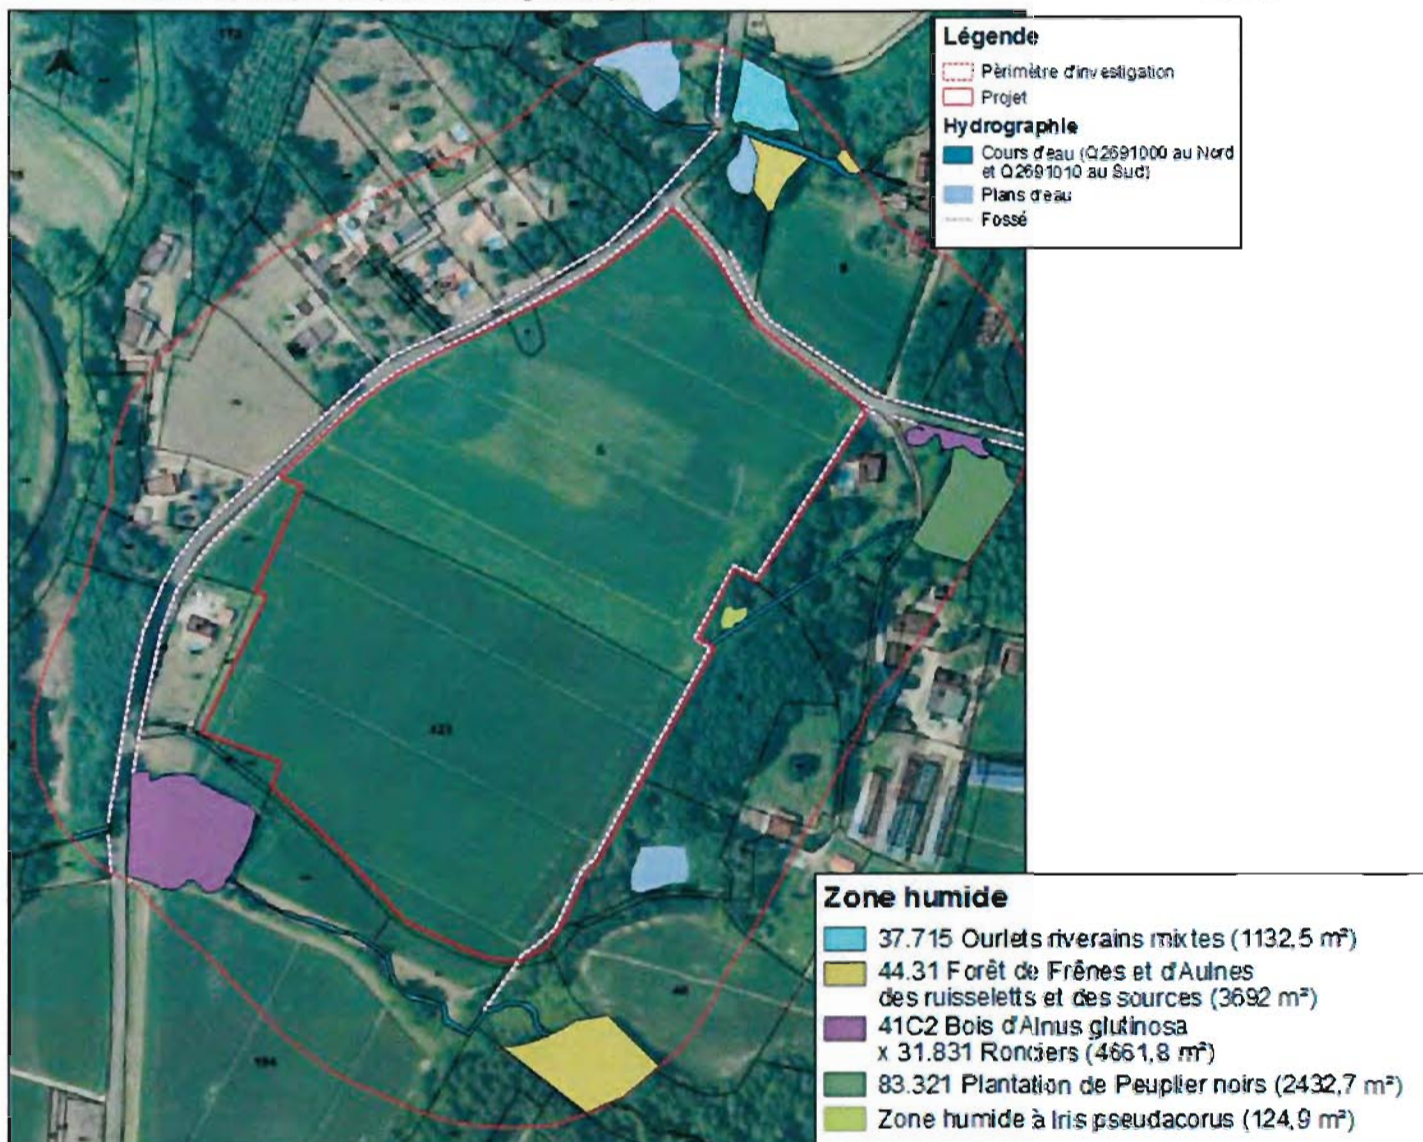 Légende
Périmètre d'investigation
Projet
Hydrographie
Cours d'eau (Q2691000 au Nord
et Q2691010 au Sud)
Plans d'eau
Fossé
Zone humide
37.715 Ourlets riverains mixtes (1132,5 m²)
44.31 Forêt de Frênes et d'Aulnes
des ruisseletts et des sources (3692 m²)
41C2 Bois d'Alnus glutinosa
x 31.831 Ronciers (4661,8 m²)
83.321 Plantation de Peuplier noirs (2432,7 m²)
Zone humide à Iris pseudacorus (124,9 m²)